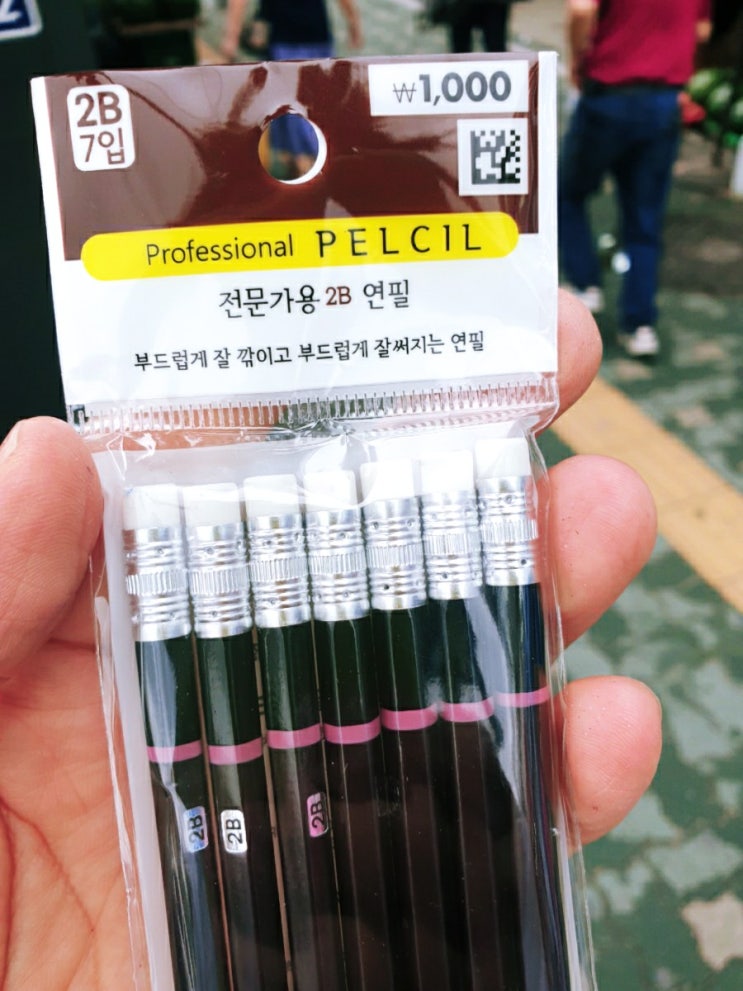 2B
7입
₩1,000
Professional PELCIL
전문가용 2B 연필
부드럽게 잘 깎이고 부드럽게 잘써지는 연필
2B
2B
2B